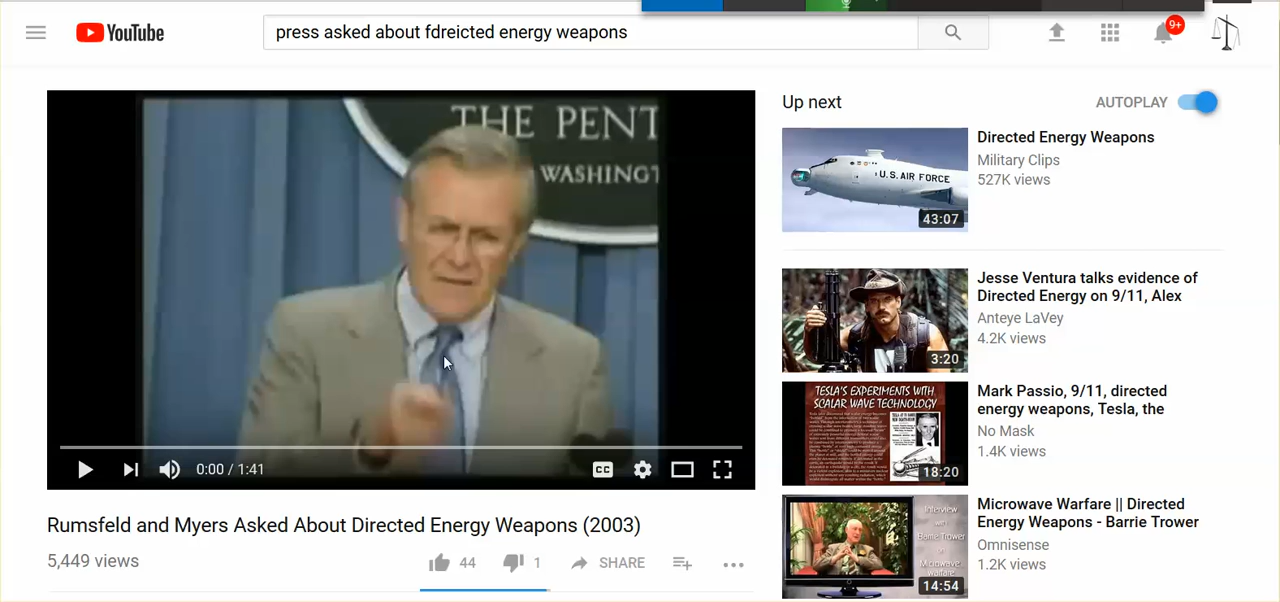 YouTube
press asked about fdreicted energy weapons
9+
THE PENT
WASHINGT
0:00 / 1:41
CC
Rumsfeld and Myers Asked About Directed Energy Weapons (2003)
5,449 views
44
1
SHARE
Up next
AUTOPLAY
U.S. AIR FORCE
43:07
Directed Energy Weapons
Military Clips
527K views
3:20
Jesse Ventura talks evidence of
Directed Energy on 9/11, Alex
Anteye LaVey
4.2K views
TESLA'S EXPERIMENTS WITH
SCALAR WAVE TECHNOLOGY
18:20
Mark Passio, 9/11, directed
energy weapons, Tesla, the
No Mask
1.4K views
Interview
with
Barrie Trower
Microwave
warfare
14:54
Microwave Warfare || Directed
Energy Weapons - Barrie Trower
Omnisense
1.2K views